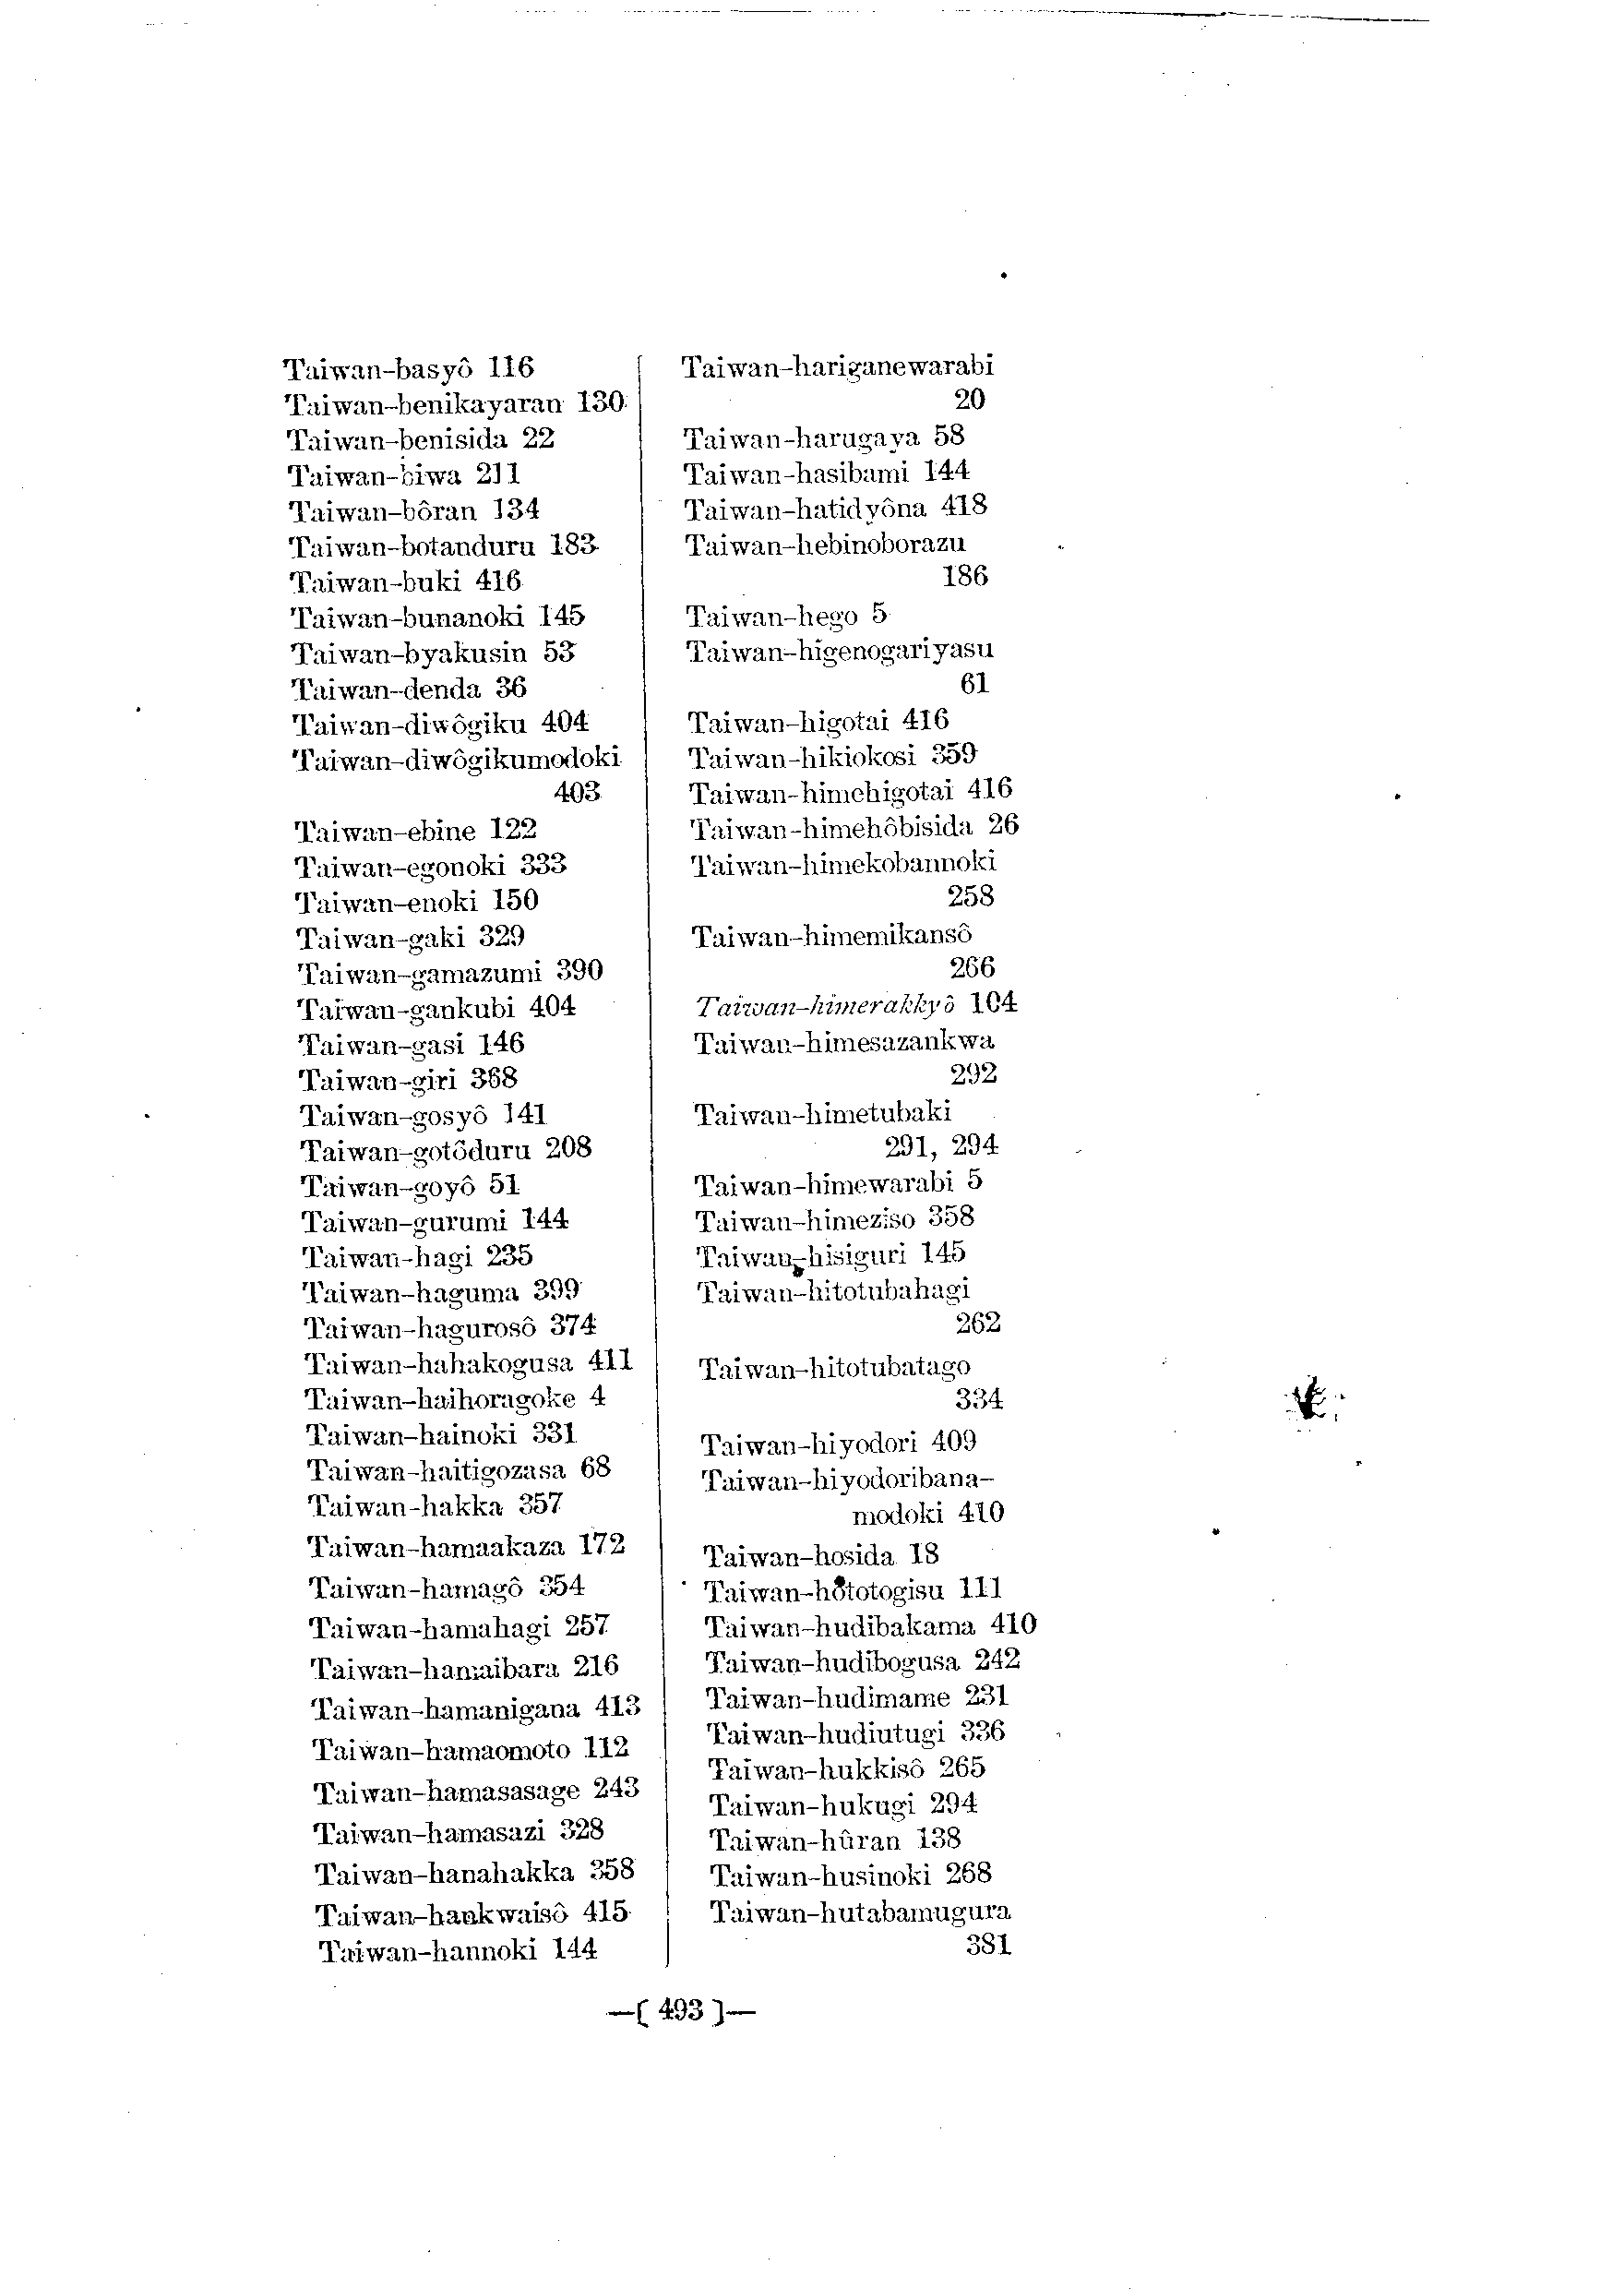 Taiwan-basyô 116
Taiwan-benikayaran 130
Taiwan-benisida 22
Taiwan-biwa 211
Taiwan-bôran 134
Taiwan-botanduru 183
Taiwan-buki 416
Taiwan-bunanoki 145
Taiwan-byakusin 53
Taiwan-denda 36
Taiwan-diwôgiku 404
Taiwan-diwôgikumodoki
403
Taiwan-ebine 122
Taiwan-egonoki 333
Taiwan-enoki 150
Taiwan-gaki 329
Taiwan-gamazumi 390
Taiwan-gankubi 404
Taiwan-gasi 146
Taiwan-giri 368
Taiwan-gosyô 141
Taiwan-gotôduru 208
Taiwan-goyô 51
Taiwan-gurumi 144
Taiwan-hagi 235
Taiwan-haguma 399
Taiwan-hagurosô 374
Taiwan-hahakogusa 411
Taiwan-haihoragoke 4
Taiwan-hainoki 331
Taiwan-haitigozasa 68
Taiwan-hakka 357
Taiwan-hamaakaza 172
Taiwan-hamagô 354
Taiwan-hamahagi 257
Taiwan-hamaibara 216
Taiwan-hamanigana 413
Taiwan-hamaomoto 112
Taiwan-hamasasage 243
Taiwan-hamasazi 328
Taiwan-hanahakka 358
Taiwan-hankwaisô 415
Taiwan-hannoki 144
Taiwan-hariganewarabi
20
Taiwan-harugaya 58
Taiwan-hasibami 144
Taiwan-hatidyôna 418
Taiwan-hebinoborazu
186
Taiwan-hego 5
Taiwan-higenogariyasu
61
Taiwan-higotai 416
Taiwan-hikiokosi 359
Taiwan-himehigotai 416
Taiwan-himehôbisida 26
Taiwan-himekobannoki
258
Taiwan-himemikansô
266
Taiwan-himerakkyô 104
Taiwan-himesazankwa
292
Taiwan-himetubaki
291, 294
Taiwan-himewarabi 5
Taiwan-himeziso 358
Taiwan-hisiguri 145
Taiwan-hitotubahagi
262
Taiwan-hitotubatago
334
Taiwan-hiyodori 409
Taiwan-hiyodoribana-
modoki 410
Taiwan-hosida 18
Taiwan-hôtotogisu 111
Taiwan-hudibakama 410
Taiwan-hudibogusa 242
Taiwan-hudimame 231
Taiwan-hudiutugi 336
Taiwan-hukkisô 265
Taiwan-hukugi 294
Taiwan-hûran 138
Taiwan-husinoki 268
Taiwan-hutabamugura
381
—( 493 )—